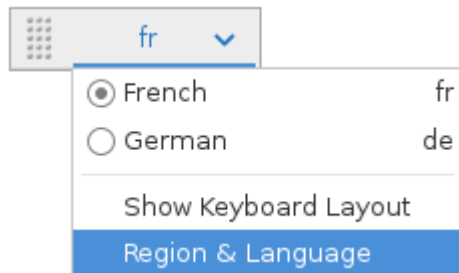 fr
French fr
German de
Show Keyboard Layout
Region & Language